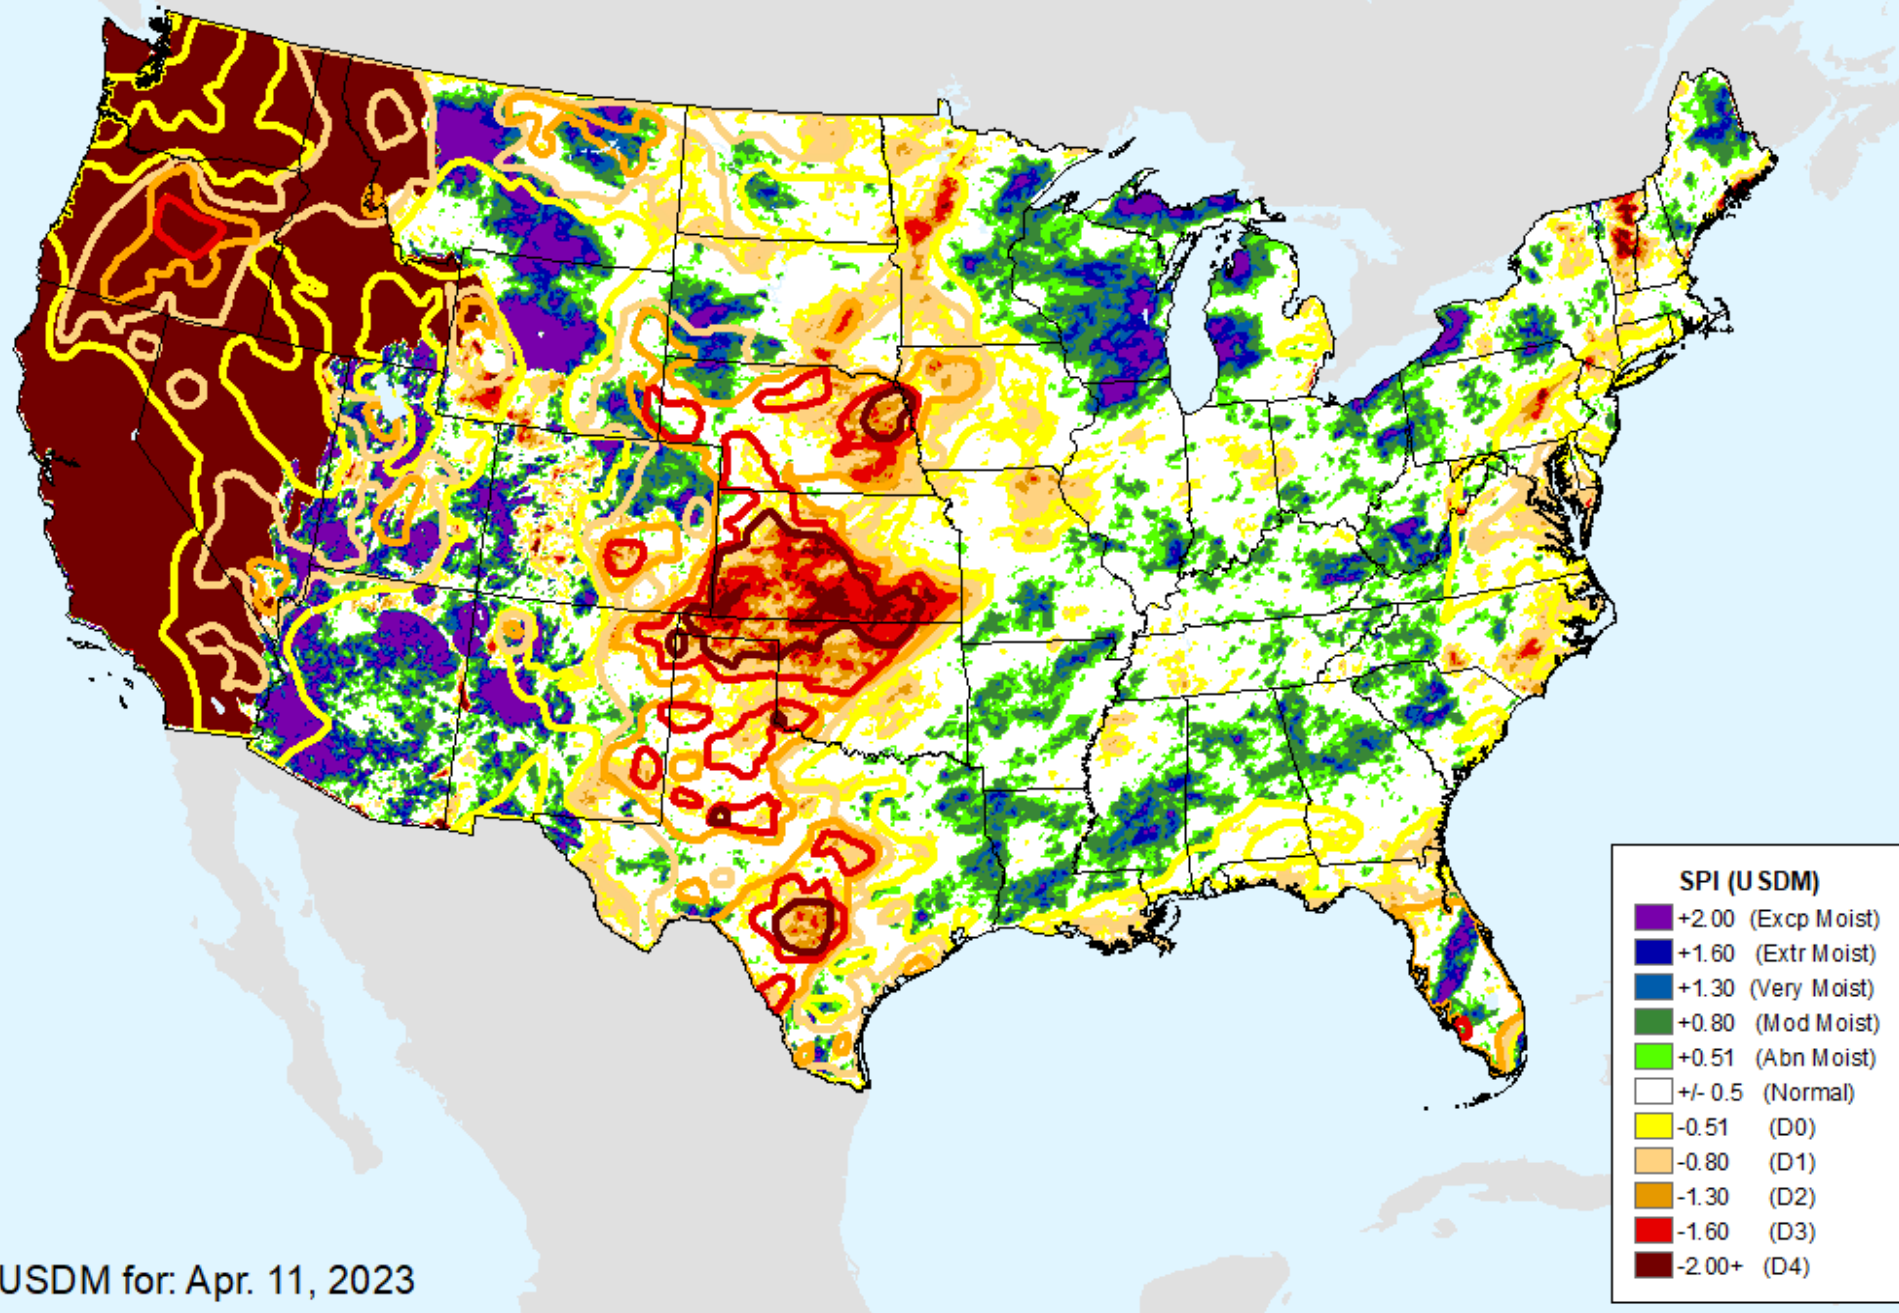 SPI (USDM)
+2.00 (Excp Moist)
+1.60 (Extr Moist)
+1.30 (Very Moist)
+0.80 (Mod Moist)
+0.51 (Abn Moist)
+/- 0.5 (Normal)
-0.51 (D0)
-0.80 (D1)
-1.30 (D2)
-1.60 (D3)
-2.00+ (D4)
USDM for: Apr. 11, 2023